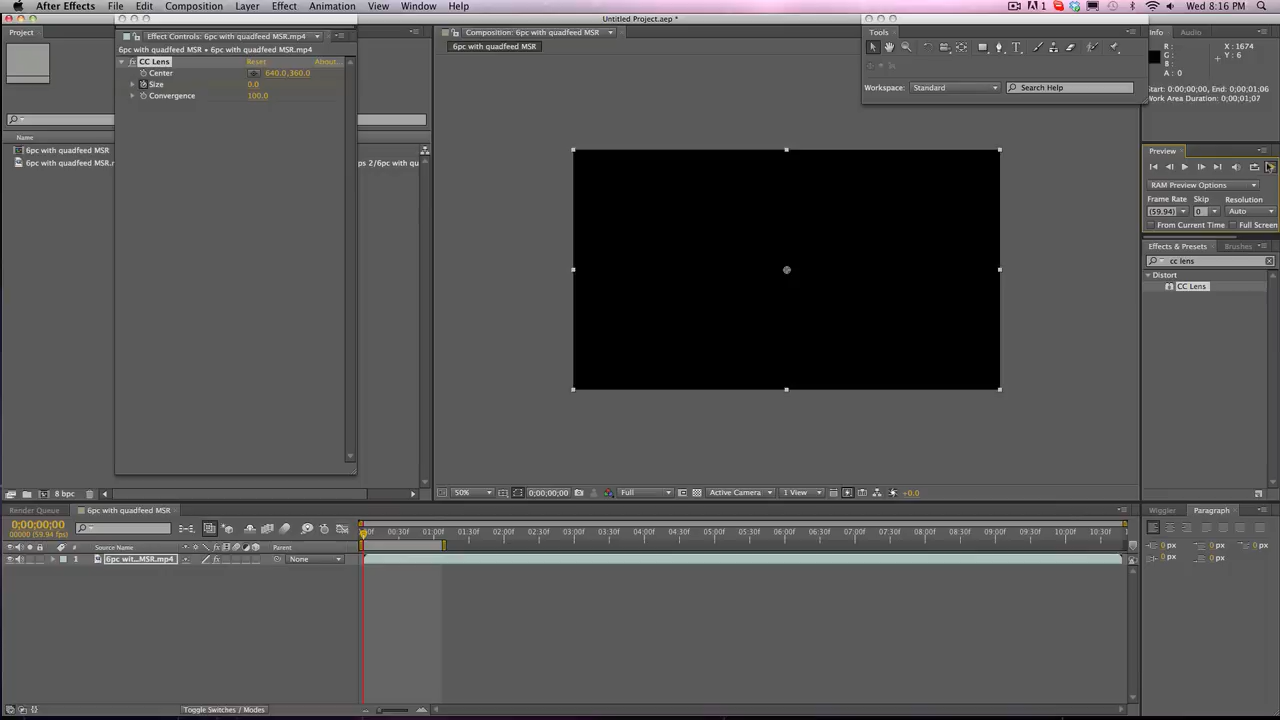 After Effects File Edit Composition Layer Effect Animation View Window Help Wed 8:16 PM
Untitled Project.aep *
Project
Effect Controls: 6pc with quadfeed MSR.mp4
6pc with quadfeed MSR • 6pc with quadfeed MSR.mp4
fx CC Lens Reset About...
Center 640.0,360.0
Size 0.0
Convergence 100.0
Name
6pc with quadfeed MSR
6pc with quadfeed MSR.r
ps 2/6pc with qu
8 bpc
Composition: 6pc with quadfeed MSR
6pc with quadfeed MSR
Tools
Workspace: Standard Search Help
50% 0;00;00;00 Full Active Camera 1 View +0.0
Info Audio
R :
G :
B :
A : 0
X : 1674
Y : 6
Start: 0:00;00;00, End: 0;00;01;06
Work Area Duration: 0;00;01;07
Preview
RAM Preview Options
Frame Rate Skip Resolution
(59.94) 0 Auto
From Current Time Full Screen
Effects & Presets Brushes
cc lens
Distort
CC Lens
Render Queue 6pc with quadfeed MSR
0;00;00;00
00000 (59.94 fps)
00:30f 01:00f 01:30f 02:00f 02:30f 03:00f 03:30f 04:00f 04:30f 05:00f 05:30f 06:00f 06:30f 07:00f 07:30f 08:00f 08:30f 09:00f 09:30f 10:00f 10:30f
# Source Name Parent
1 6pc wit...MSR.mp4 None
Toggle Switches / Modes
Wiggler Paragraph
0 px 0 px 0 px
0 px 0 px